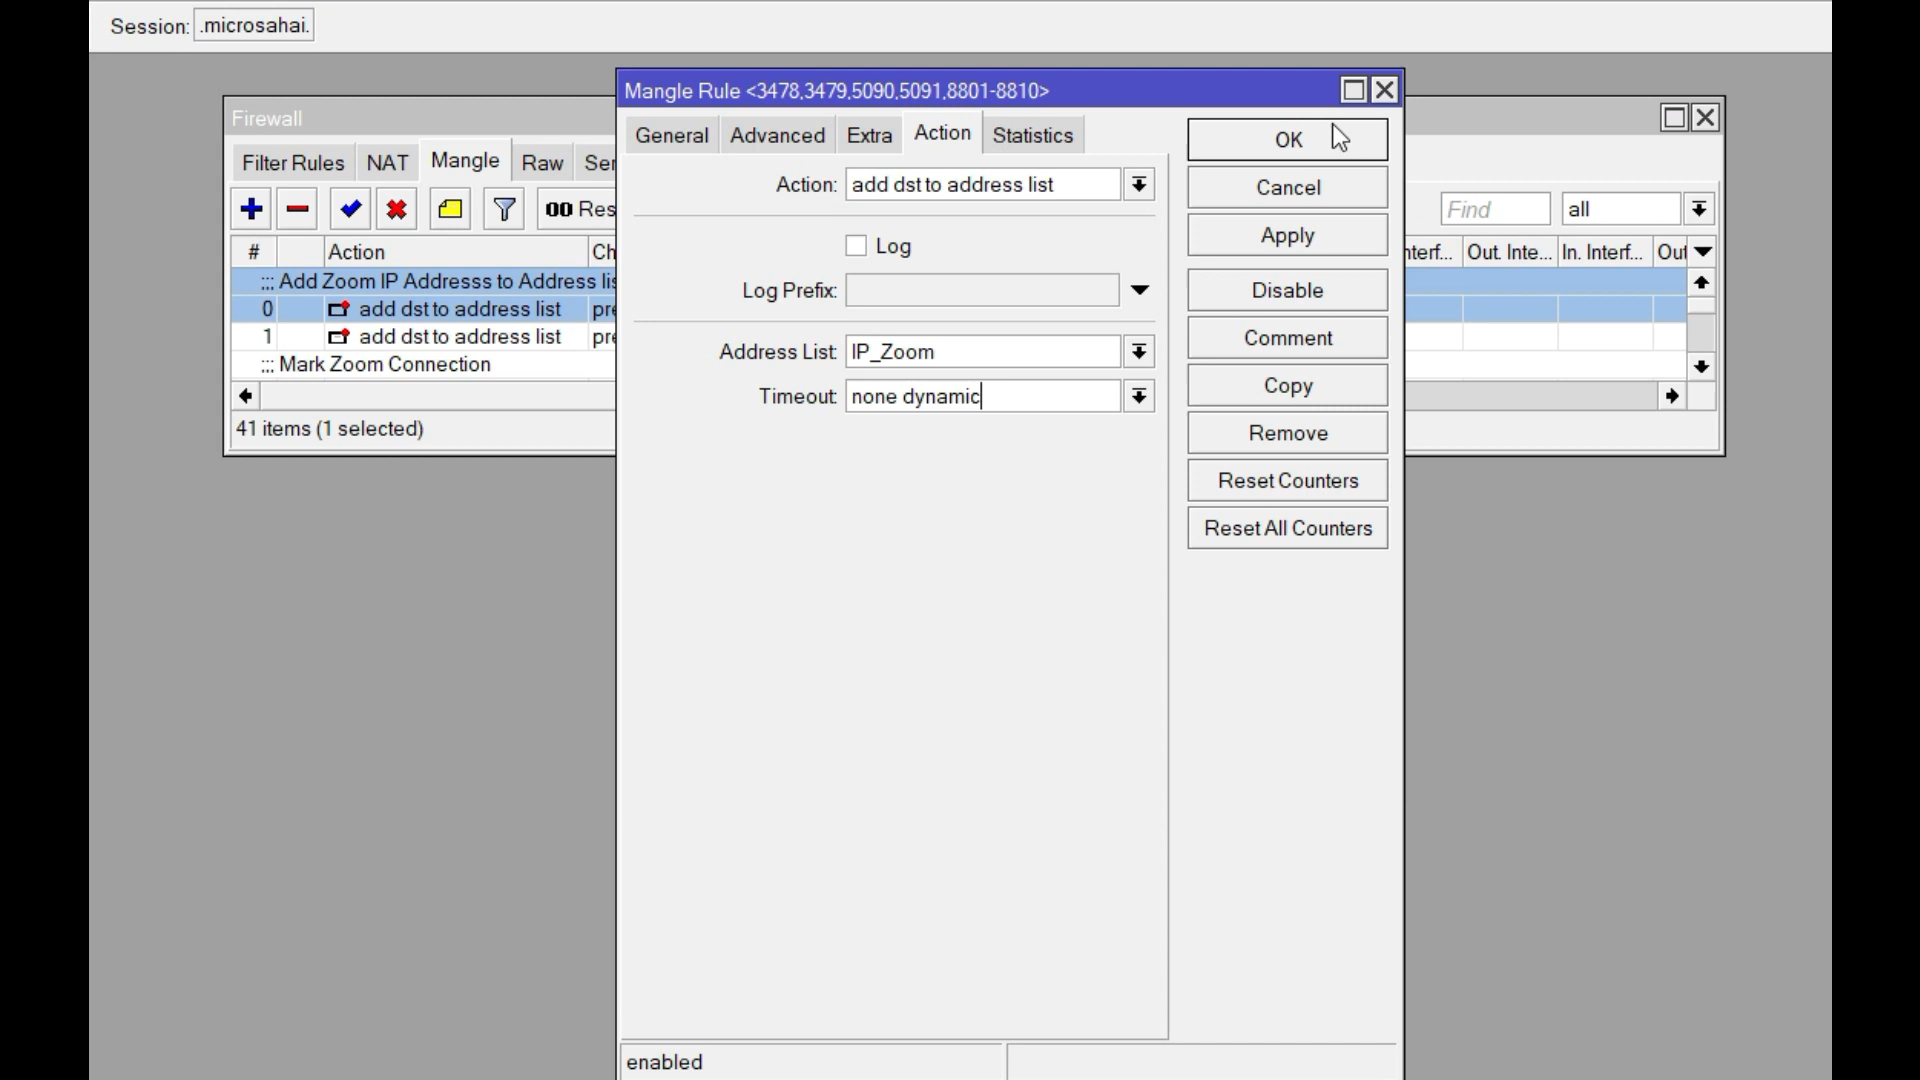 Session: .microsahai.
Mangle Rule <3478,3479,5090,5091,8801-8810>
Firewall
General Advanced Extra Action Statistics
Filter Rules NAT Mangle Raw Ser
OK
Action: add dst to address list
Cancel
00 Res
Find all
Apply
Log
# Action Ch
nterf... Out. Inte... In. Interf... Out
::: Add Zoom IP Addresss to Address lis
Log Prefix:
Disable
0 add dst to address list pre
1 add dst to address list pre
Comment
Address List: IP_Zoom
::: Mark Zoom Connection
Copy
Timeout: none dynamic
41 items (1 selected)
Remove
Reset Counters
Reset All Counters
enabled